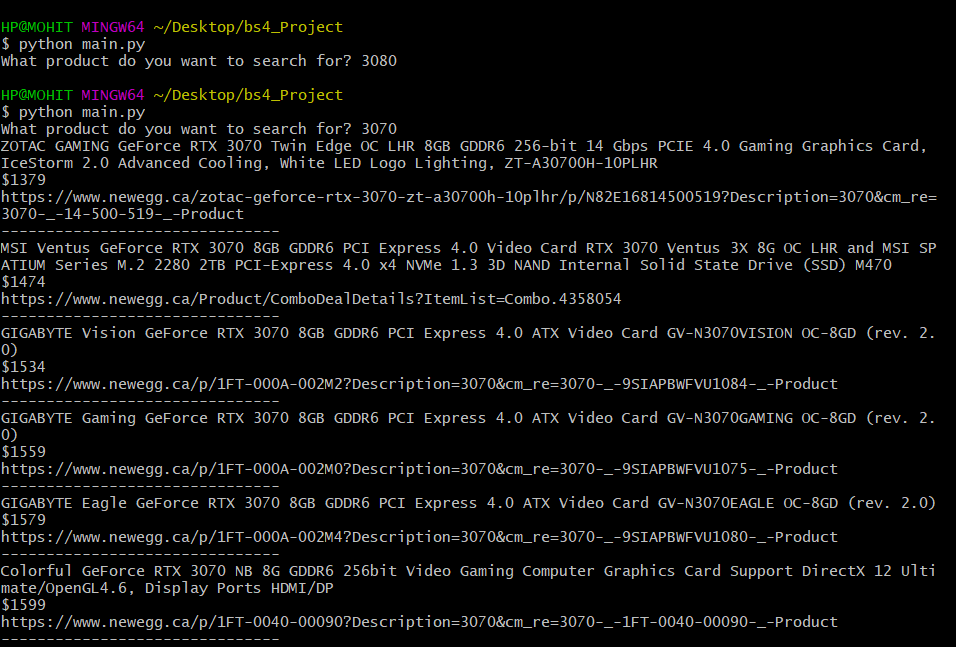 HP@MOHIT MINGW64 ~/Desktop/bs4_Project
$ python main.py
What product do you want to search for? 3080
HP@MOHIT MINGW64 ~/Desktop/bs4_Project
$ python main.py
What product do you want to search for? 3070
ZOTAC GAMING GeForce RTX 3070 Twin Edge OC LHR 8GB GDDR6 256-bit 14 Gbps PCIE 4.0 Gaming Graphics Card,
IceStorm 2.0 Advanced Cooling, White LED Logo Lighting, ZT-A30700H-10PLHR
$1379
https://www.newegg.ca/zotac-geforce-rtx-3070-zt-a30700h-10plhr/p/N82E16814500519?Description=3070&cm_re=
3070-_-14-500-519-_-Product
-------------------------------
MSI Ventus GeForce RTX 3070 8GB GDDR6 PCI Express 4.0 Video Card RTX 3070 Ventus 3X 8G OC LHR and MSI SP
ATIUM Series M.2 2280 2TB PCI-Express 4.0 x4 NVMe 1.3 3D NAND Internal Solid State Drive (SSD) M470
$1474
https://www.newegg.ca/Product/ComboDealDetails?ItemList=Combo.4358054
-------------------------------
GIGABYTE Vision GeForce RTX 3070 8GB GDDR6 PCI Express 4.0 ATX Video Card GV-N3070VISION OC-8GD (rev. 2.
0)
$1534
https://www.newegg.ca/p/1FT-000A-002M2?Description=3070&cm_re=3070-_-9SIAPBWFVU1084-_-Product
-------------------------------
GIGABYTE Gaming GeForce RTX 3070 8GB GDDR6 PCI Express 4.0 ATX Video Card GV-N3070GAMING OC-8GD (rev. 2.
0)
$1559
https://www.newegg.ca/p/1FT-000A-002M0?Description=3070&cm_re=3070-_-9SIAPBWFVU1075-_-Product
-------------------------------
GIGABYTE Eagle GeForce RTX 3070 8GB GDDR6 PCI Express 4.0 ATX Video Card GV-N3070EAGLE OC-8GD (rev. 2.0)
$1579
https://www.newegg.ca/p/1FT-000A-002M4?Description=3070&cm_re=3070-_-9SIAPBWFVU1080-_-Product
-------------------------------
Colorful GeForce RTX 3070 NB 8G GDDR6 256bit Video Gaming Computer Graphics Card Support DirectX 12 Ulti
mate/OpenGL4.6, Display Ports HDMI/DP
$1599
https://www.newegg.ca/p/1FT-0040-00090?Description=3070&cm_re=3070-_-1FT-0040-00090-_-Product
-------------------------------